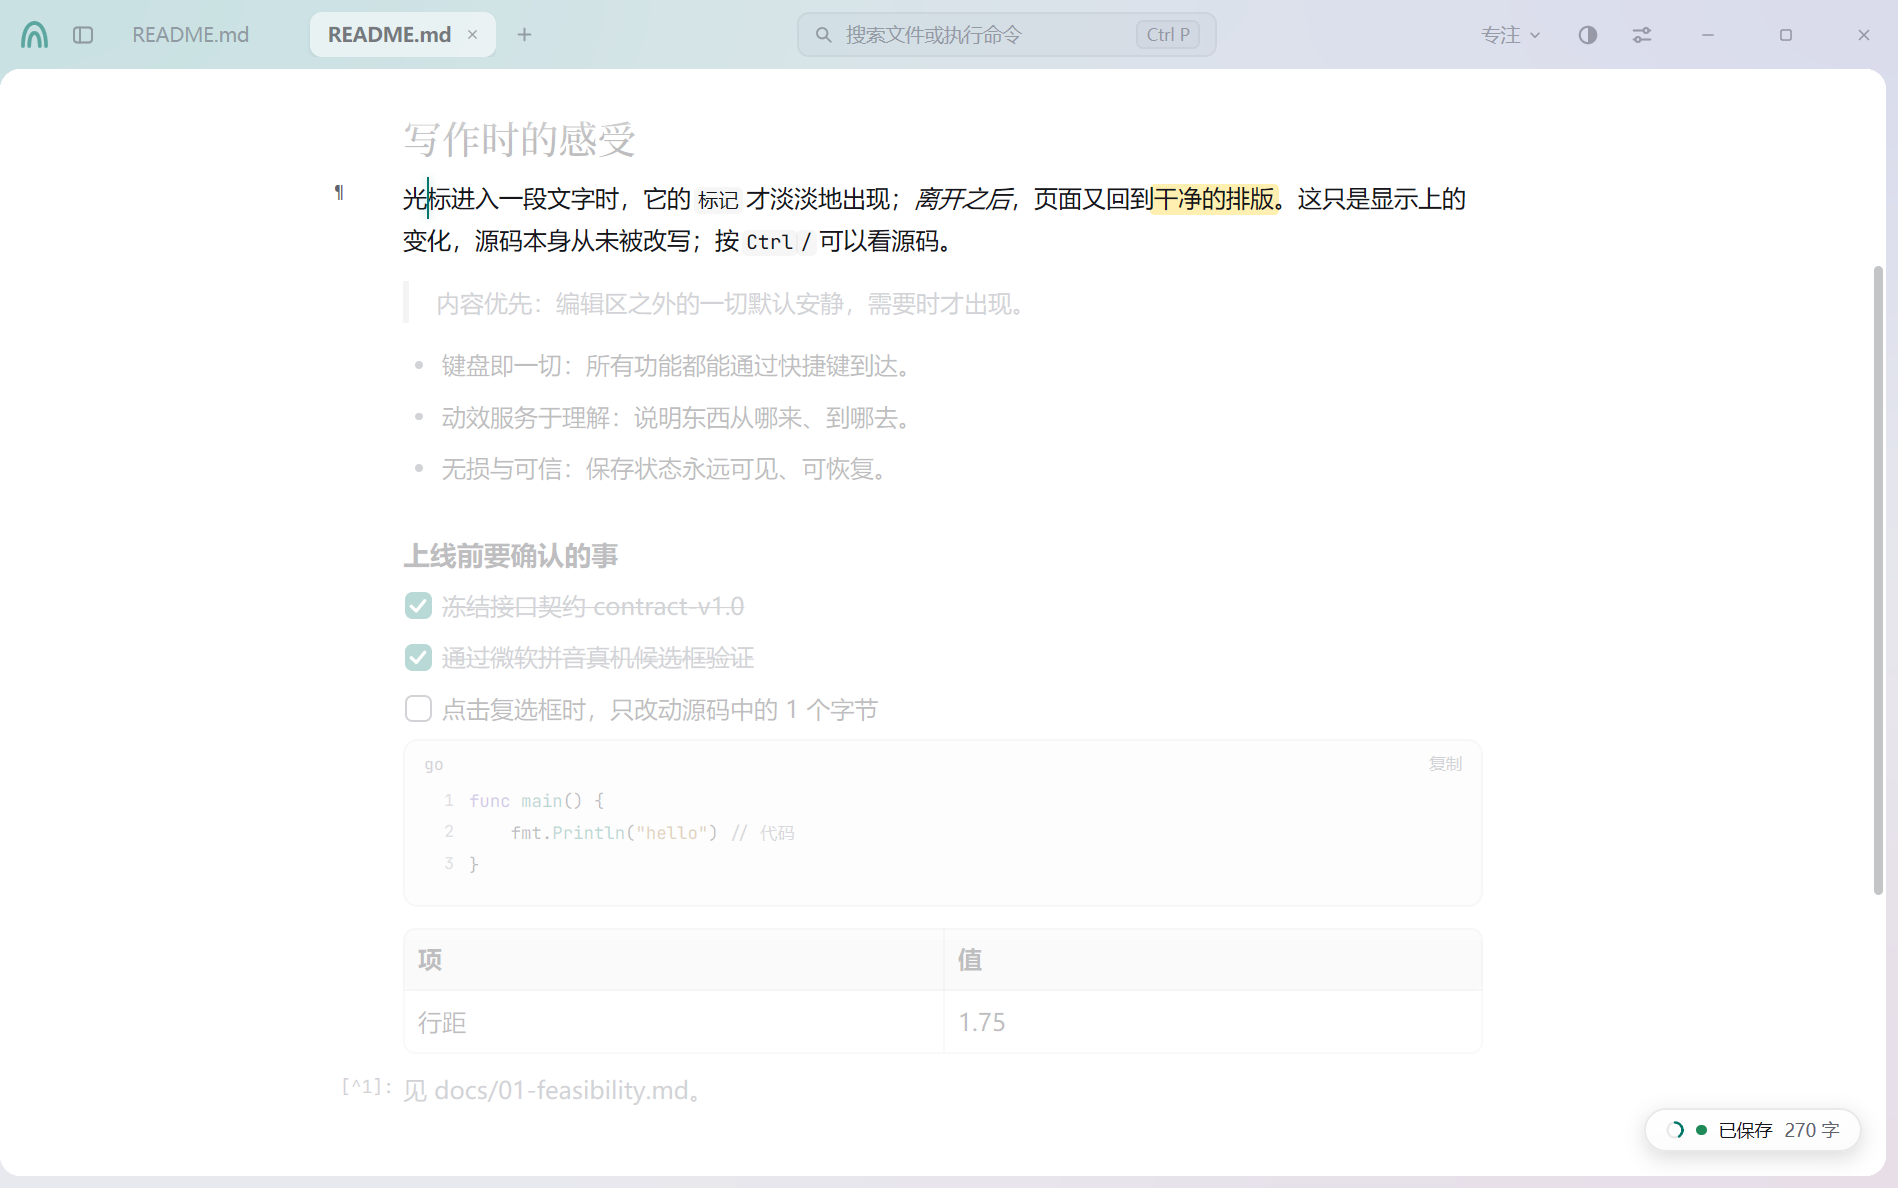 README.md
README.md ×
搜索文件或执行命令 Ctrl P
专注
写作时的感受
¶
光标进入一段文字时，它的 标记 才淡淡地出现；离开之后，页面又回到干净的排版。这只是显示上的
变化，源码本身从未被改写；按 Ctrl / 可以看源码。
内容优先：编辑区之外的一切默认安静，需要时才出现。
• 键盘即一切：所有功能都能通过快捷键到达。
• 动效服务于理解：说明东西从哪来、到哪去。
• 无损与可信：保存状态永远可见、可恢复。
上线前要确认的事
冻结接口契约 contract-v1.0
通过微软拼音真机候选框验证
点击复选框时，只改动源码中的 1 个字节
go 复制
1 func main() {
2     fmt.Println("hello") // 代码
3 }
项 值
行距 1.75
[^1]: 见 docs/01-feasibility.md。
已保存 270 字